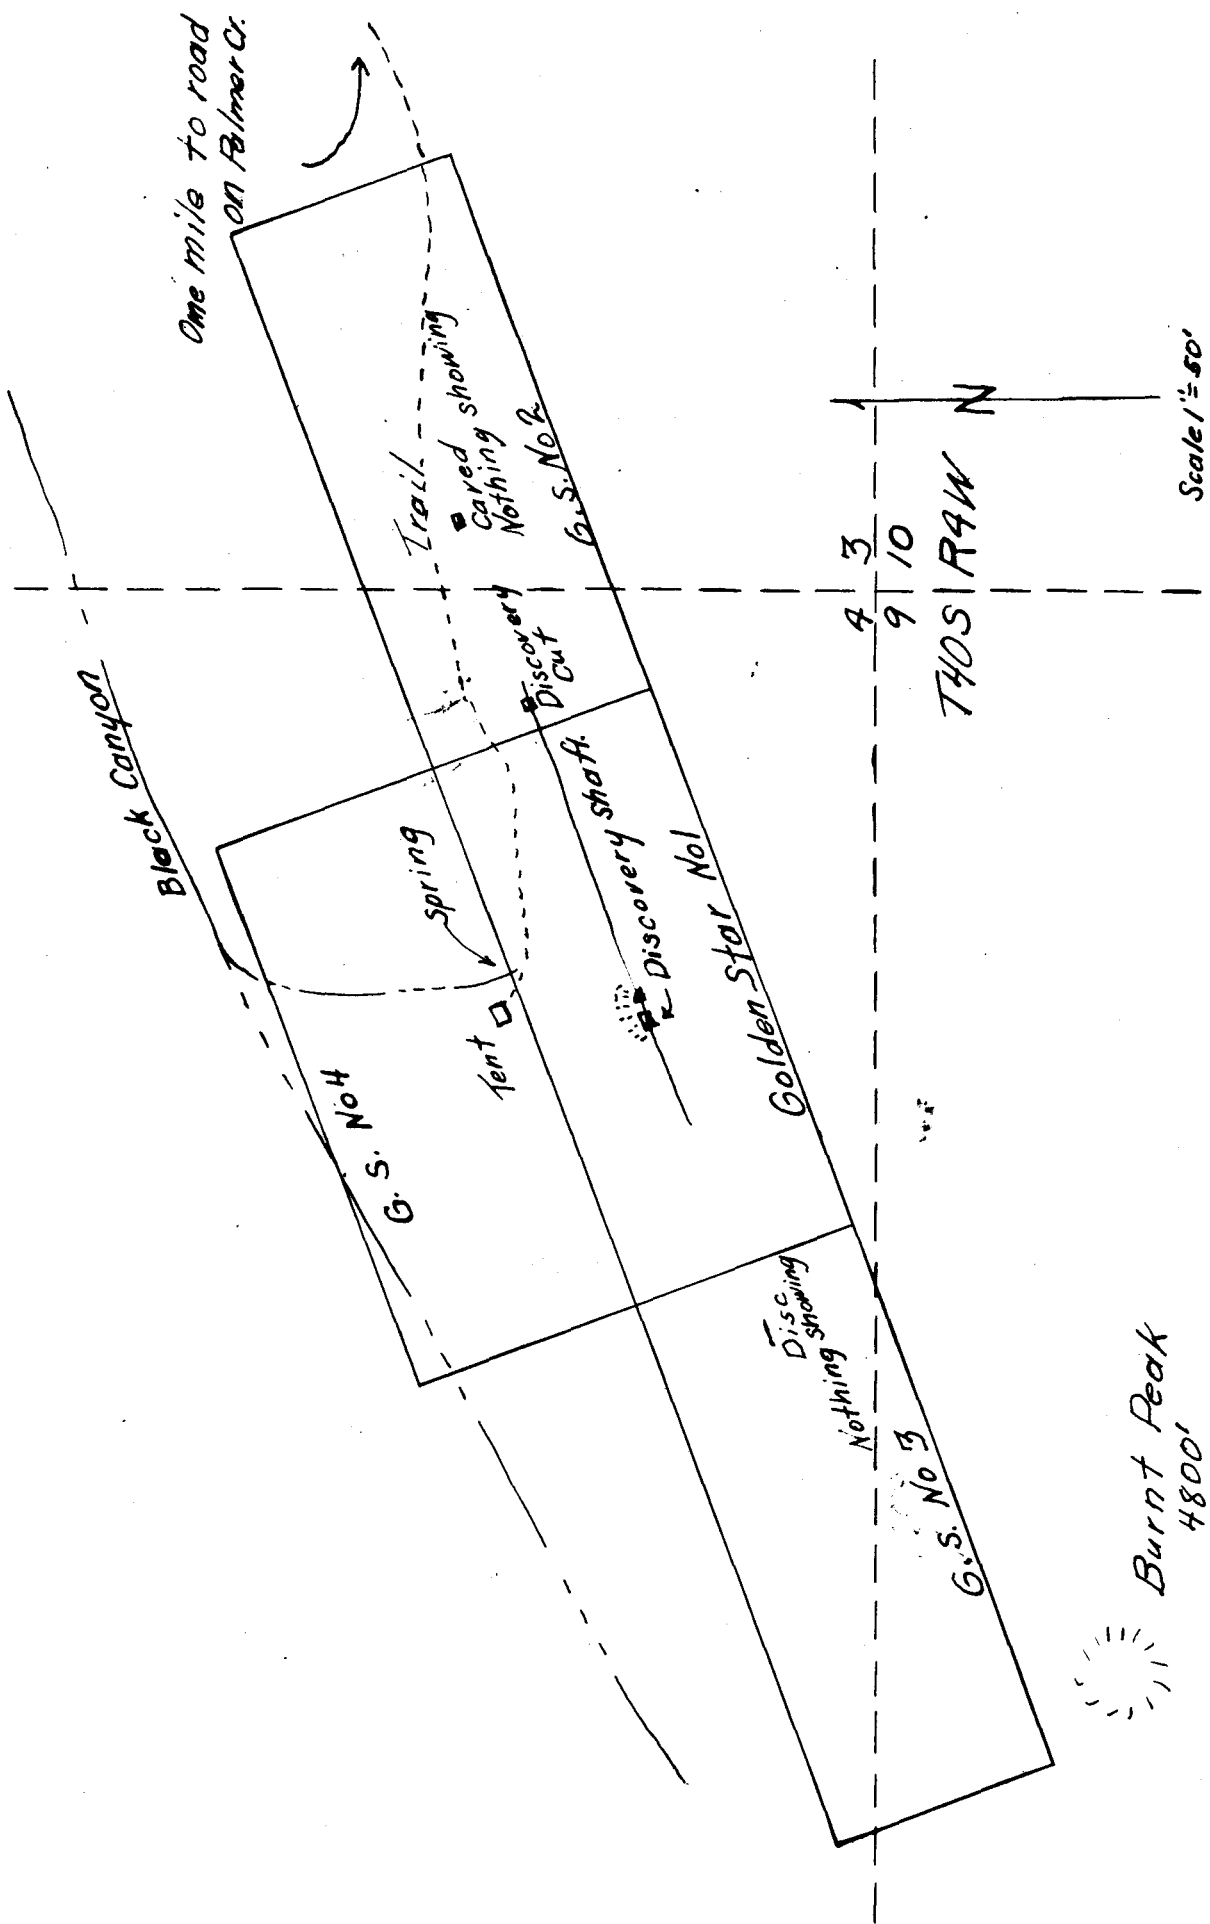 One mile to road
on Palmer Cr.
Black Canyon
Trail
Caved showing
Nothing
G. S. No 2
spring
Tent
Discovery
Cut
Discovery shaft.
G. S. No 4
Golden Star No 1
Disc
Nothing showing
G. S. No 3
4 3
9 10
T40S R4W
N
Scale 1"=50'
Burnt Peak
4800'